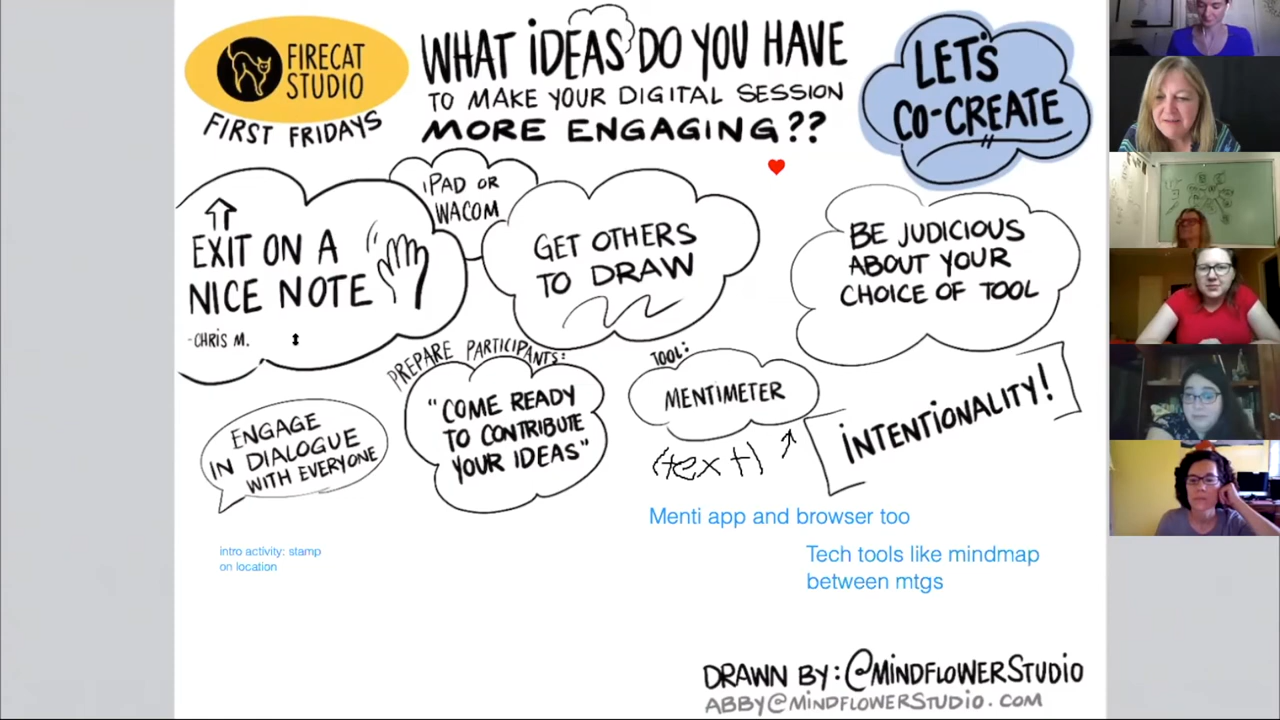 FIRECAT
STUDIO
FIRST FRIDAYS
WHAT IDEAS DO YOU HAVE
TO MAKE YOUR DIGITAL SESSION
MORE ENGAGING??
LET'S
CO-CREATE
EXIT ON A
NICE NOTE
-CHRIS M.
iPAD OR
WACOM
GET OTHERS
TO DRAW
BE JUDICIOUS
ABOUT YOUR
CHOICE OF TOOL
ENGAGE
IN DIALOGUE
WITH EVERYONE
PREPARE PARTICIPANTS:
"COME READY
TO CONTRIBUTE
YOUR IDEAS"
TOOL:
MENTIMETER
(text)
INTENTIONALITY!
Menti app and browser too
intro activity: stamp
on location
Tech tools like mindmap
between mtgs
DRAWN BY: @MINDFLOWERSTUDIO
ABBY@MINDFLOWERSTUDIO.COM